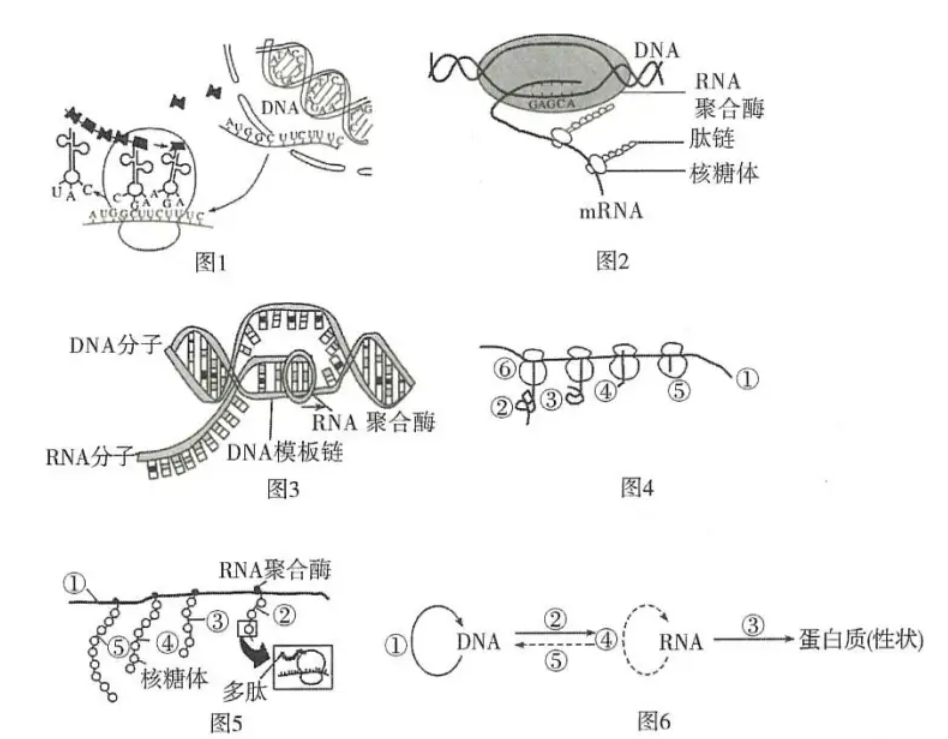 DNA
AUGGCUUCUUUC
UAC
C
GAAGA
AUGGCUUCUUUC
图1
DNA
RNA
聚合酶
GAGCA
肽链
核糖体
mRNA
图2
DNA分子
RNA 聚合酶
RNA分子
DNA模板链
图3
⑥
①
② ③ ④ ⑤
图4
RNA聚合酶
①
②
③
⑤ ④
核糖体
多肽
图5
② ③
① DNA ④ RNA 蛋白质(性状)
⑤
图6